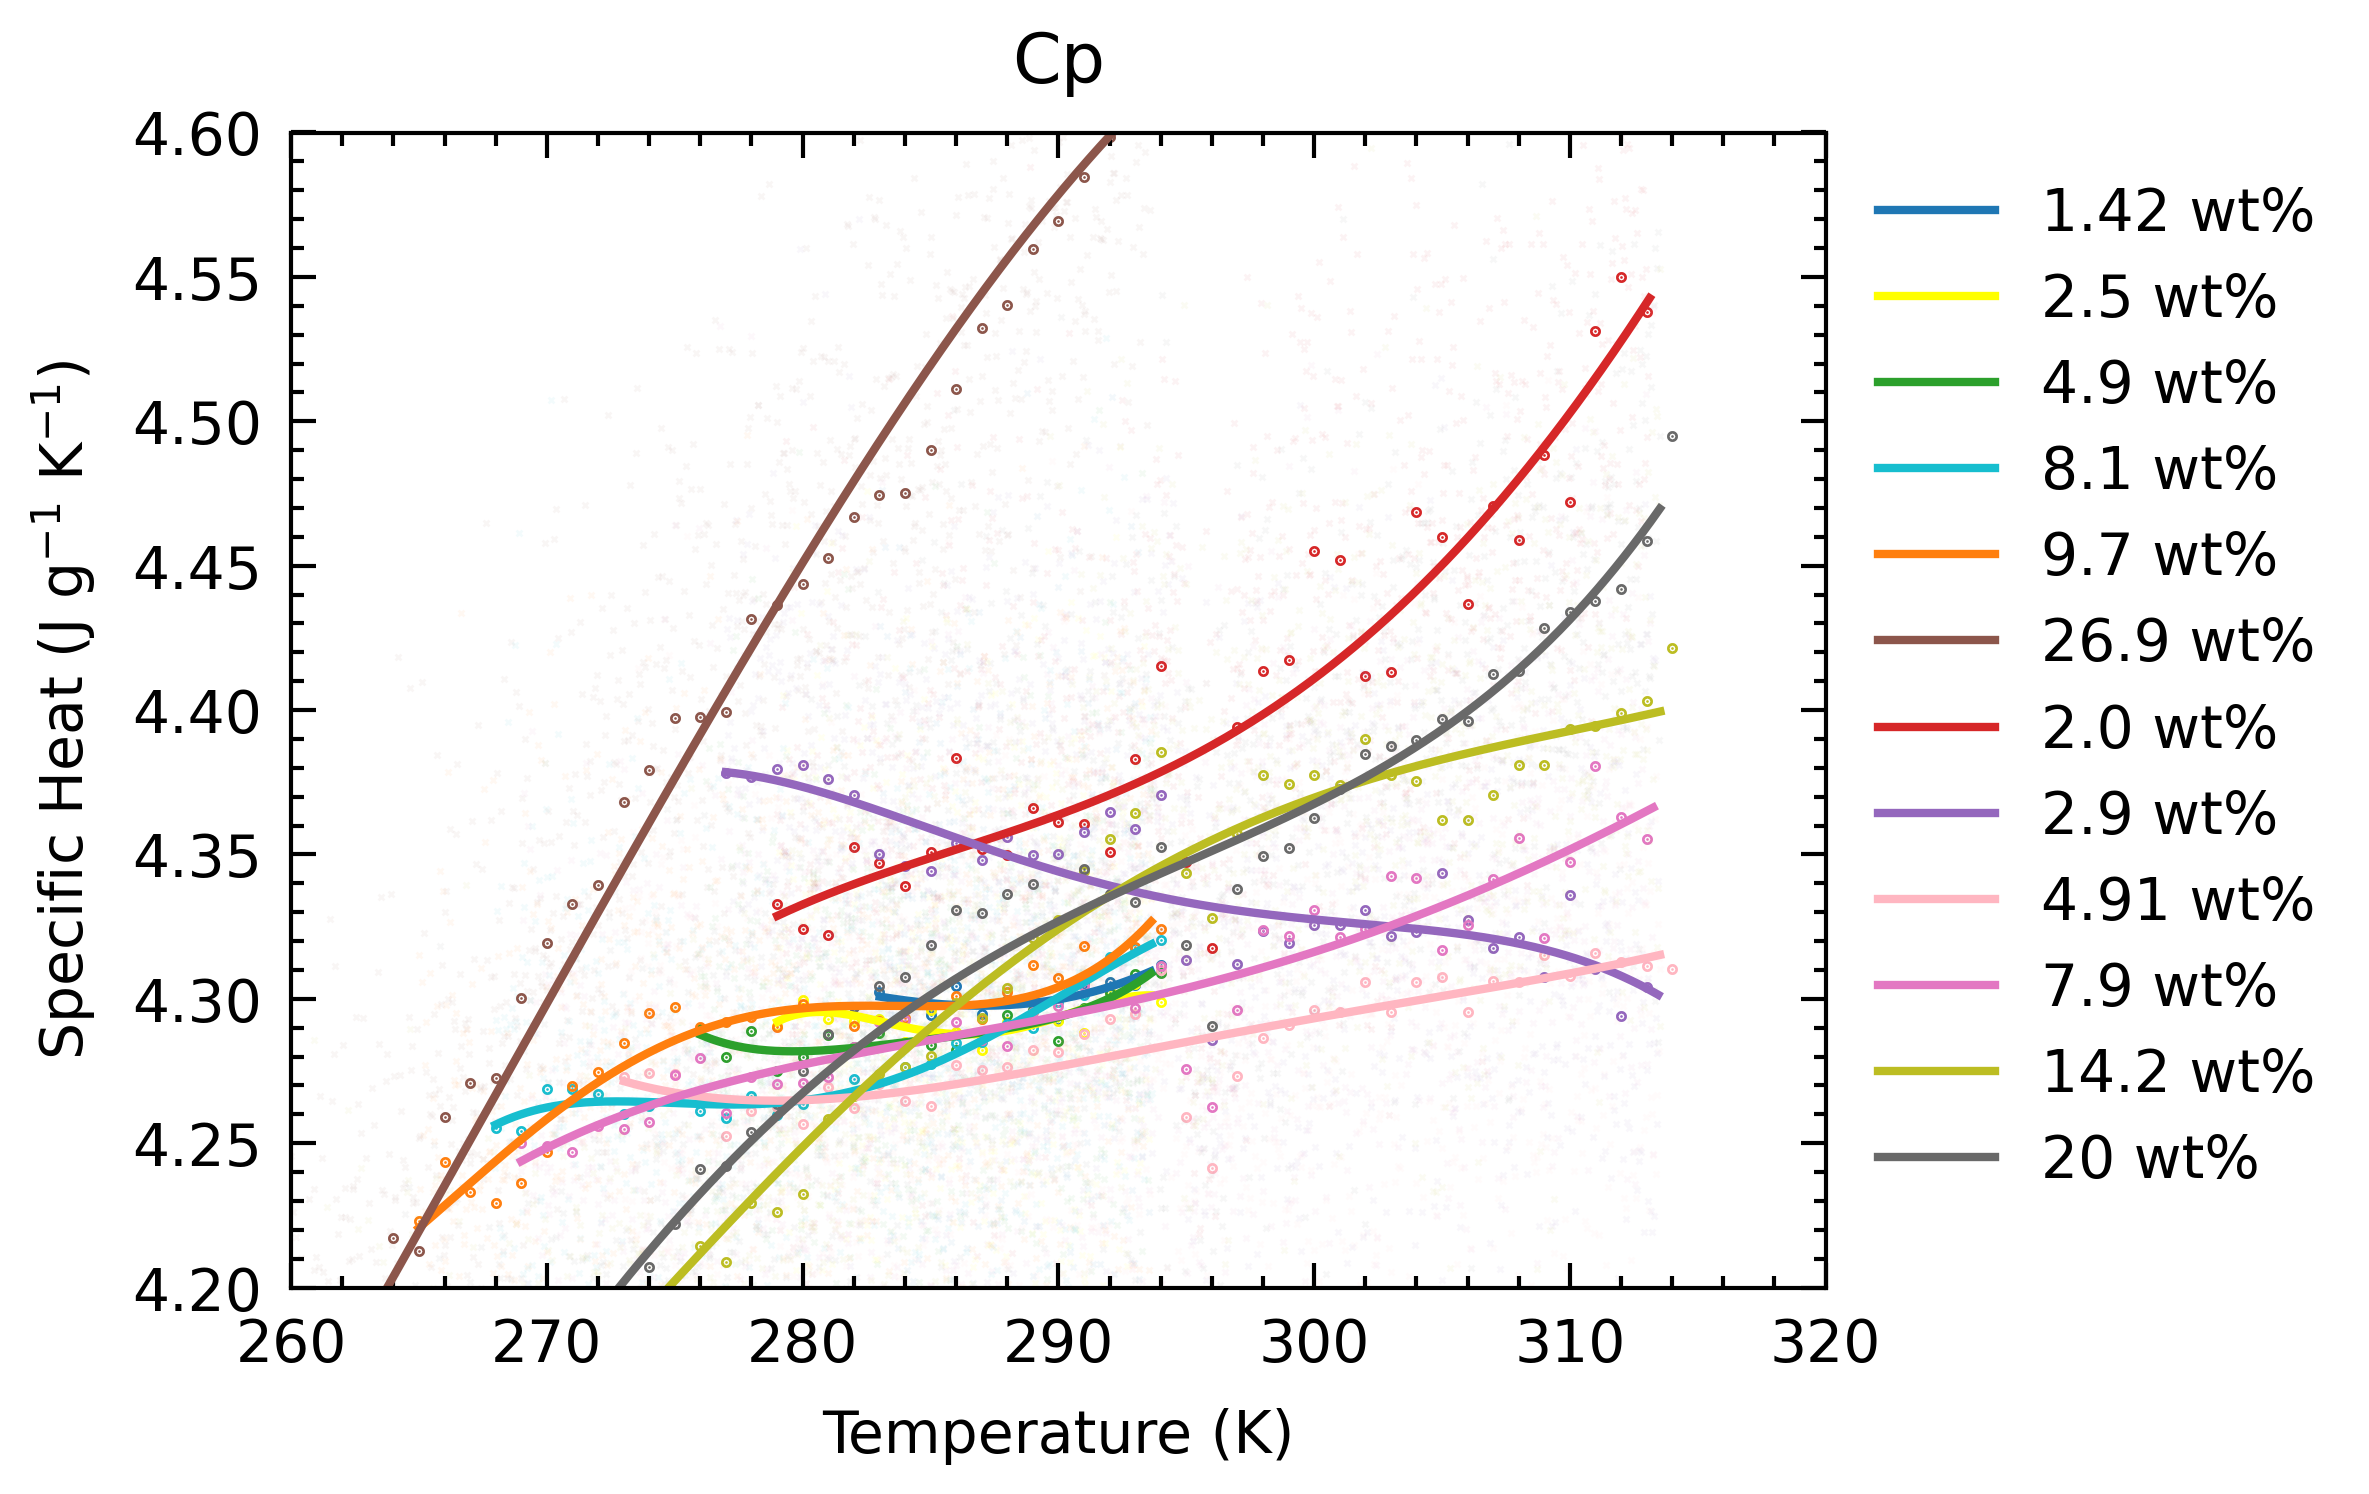 Cp
4.60
4.55
4.50
4.45
4.40
4.35
4.30
4.25
4.20
Specific Heat (J g⁻¹ K⁻¹)
260 270 280 290 300 310 320
Temperature (K)
1.42 wt%
2.5 wt%
4.9 wt%
8.1 wt%
9.7 wt%
26.9 wt%
2.0 wt%
2.9 wt%
4.91 wt%
7.9 wt%
14.2 wt%
20 wt%